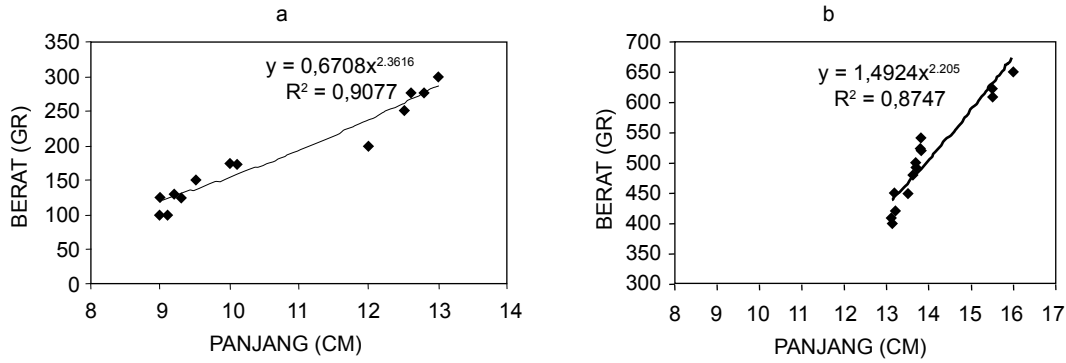 a
350
300
250
200
150
100
50
0
BERAT (GR)
y = 0,6708x^2.3616
R² = 0,9077
8 9 10 11 12 13 14
PANJANG (CM)
b
700
650
600
550
500
450
400
350
300
BERAT (GR)
y = 1,4924x^2.205
R² = 0,8747
8 9 10 11 12 13 14 15 16 17
PANJANG (CM)